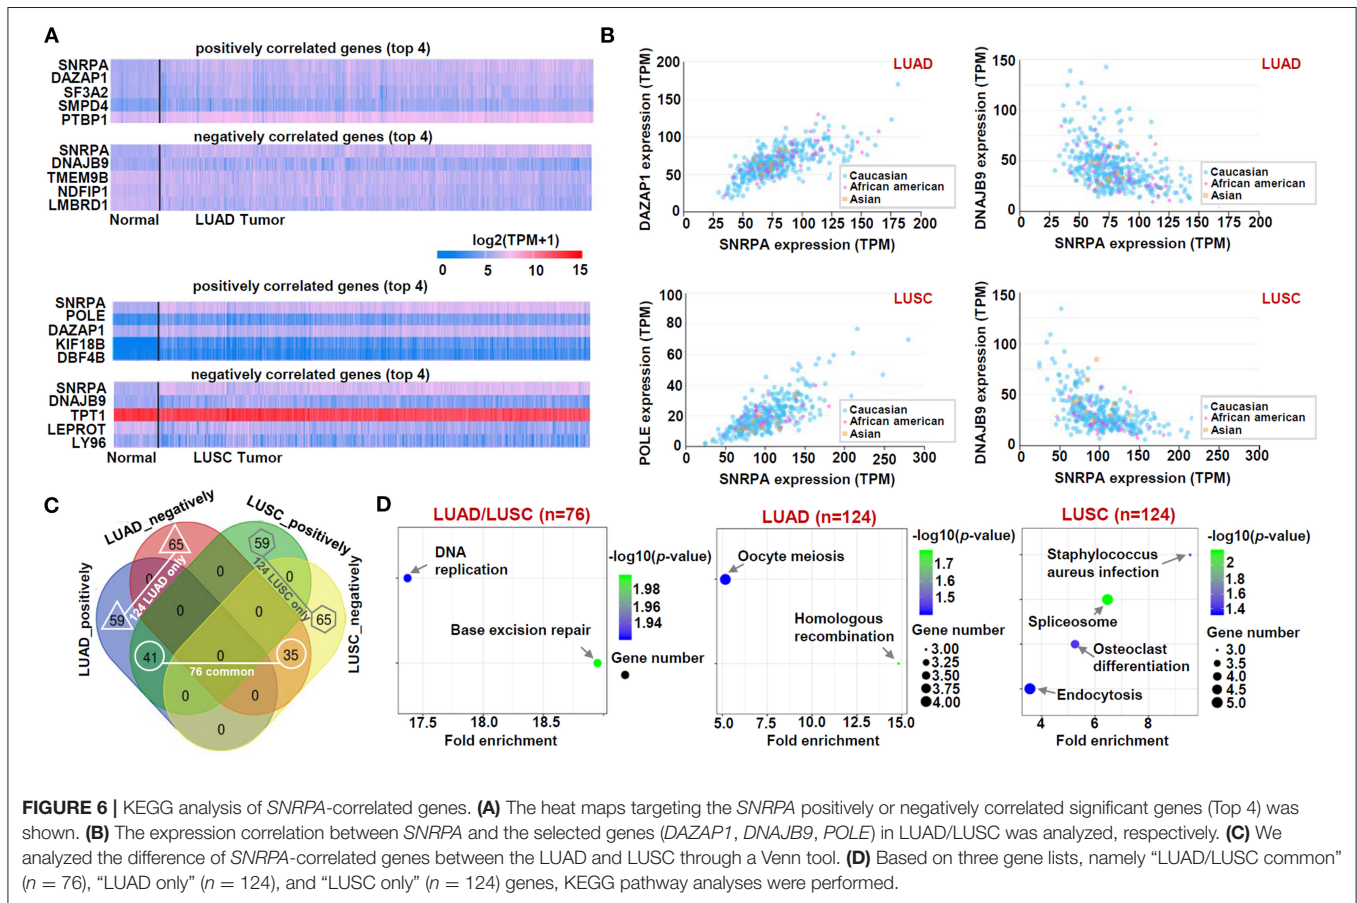 A
positively correlated genes (top 4)
SNRPA
DAZAP1
SF3A2
SMPD4
PTBP1
negatively correlated genes (top 4)
SNRPA
DNAJB9
TMEM9B
NDFIP1
LMBRD1
Normal LUAD Tumor
log2(TPM+1)
0 5 10 15
positively correlated genes (top 4)
SNRPA
POLE
DAZAP1
KIF18B
DBF4B
negatively correlated genes (top 4)
SNRPA
DNAJB9
TPT1
LEPROT
LY96
Normal LUSC Tumor
B
LUAD
DAZAP1 expression (TPM)
200
150
100
50
0
Caucasian
African american
Asian
0 25 50 75 100 125 150 175 200
SNRPA expression (TPM)
LUAD
DNAJB9 expression (TPM)
150
125
100
75
50
25
0
Caucasian
African american
Asian
0 25 50 75 100 125 150 175 200
SNRPA expression (TPM)
LUSC
POLE expression (TPM)
100
80
60
40
20
0
Caucasian
African american
Asian
0 50 100 150 200 250 300
SNRPA expression (TPM)
LUSC
DNAJB9 expression (TPM)
150
125
100
75
50
25
0
Caucasian
African american
Asian
0 50 100 150 200 250 300
SNRPA expression (TPM)
C
LUAD_positively
LUAD_negatively
LUSC_positively
LUSC_negatively
65
59
0
0
0
59
124 LUAD only
124 LUSC only
65
0
0
0
41
35
76 common
0
0
0
D
LUAD/LUSC (n=76)
DNA
replication
Base excision repair
17.5 18.0 18.5
Fold enrichment
-log10(p-value)
1.98
1.96
1.94
Gene number
LUAD (n=124)
Oocyte meiosis
Homologous
recombination
5.0 7.5 10.0 12.5 15.0
Fold enrichment
-log10(p-value)
1.7
1.6
1.5
Gene number
3.00
3.25
3.50
3.75
4.00
LUSC (n=124)
Staphylococcus
aureus infection
Spliceosome
Osteoclast
differentiation
Endocytosis
4 6 8
Fold enrichment
-log10(p-value)
2
1.8
1.6
1.4
Gene number
3.0
3.5
4.0
4.5
5.0
FIGURE 6 | KEGG analysis of SNRPA-correlated genes. (A) The heat maps targeting the SNRPA positively or negatively correlated significant genes (Top 4) was
shown. (B) The expression correlation between SNRPA and the selected genes (DAZAP1, DNAJB9, POLE) in LUAD/LUSC was analyzed, respectively. (C) We
analyzed the difference of SNRPA-correlated genes between the LUAD and LUSC through a Venn tool. (D) Based on three gene lists, namely “LUAD/LUSC common”
(n = 76), “LUAD only” (n = 124), and “LUSC only” (n = 124) genes, KEGG pathway analyses were performed.